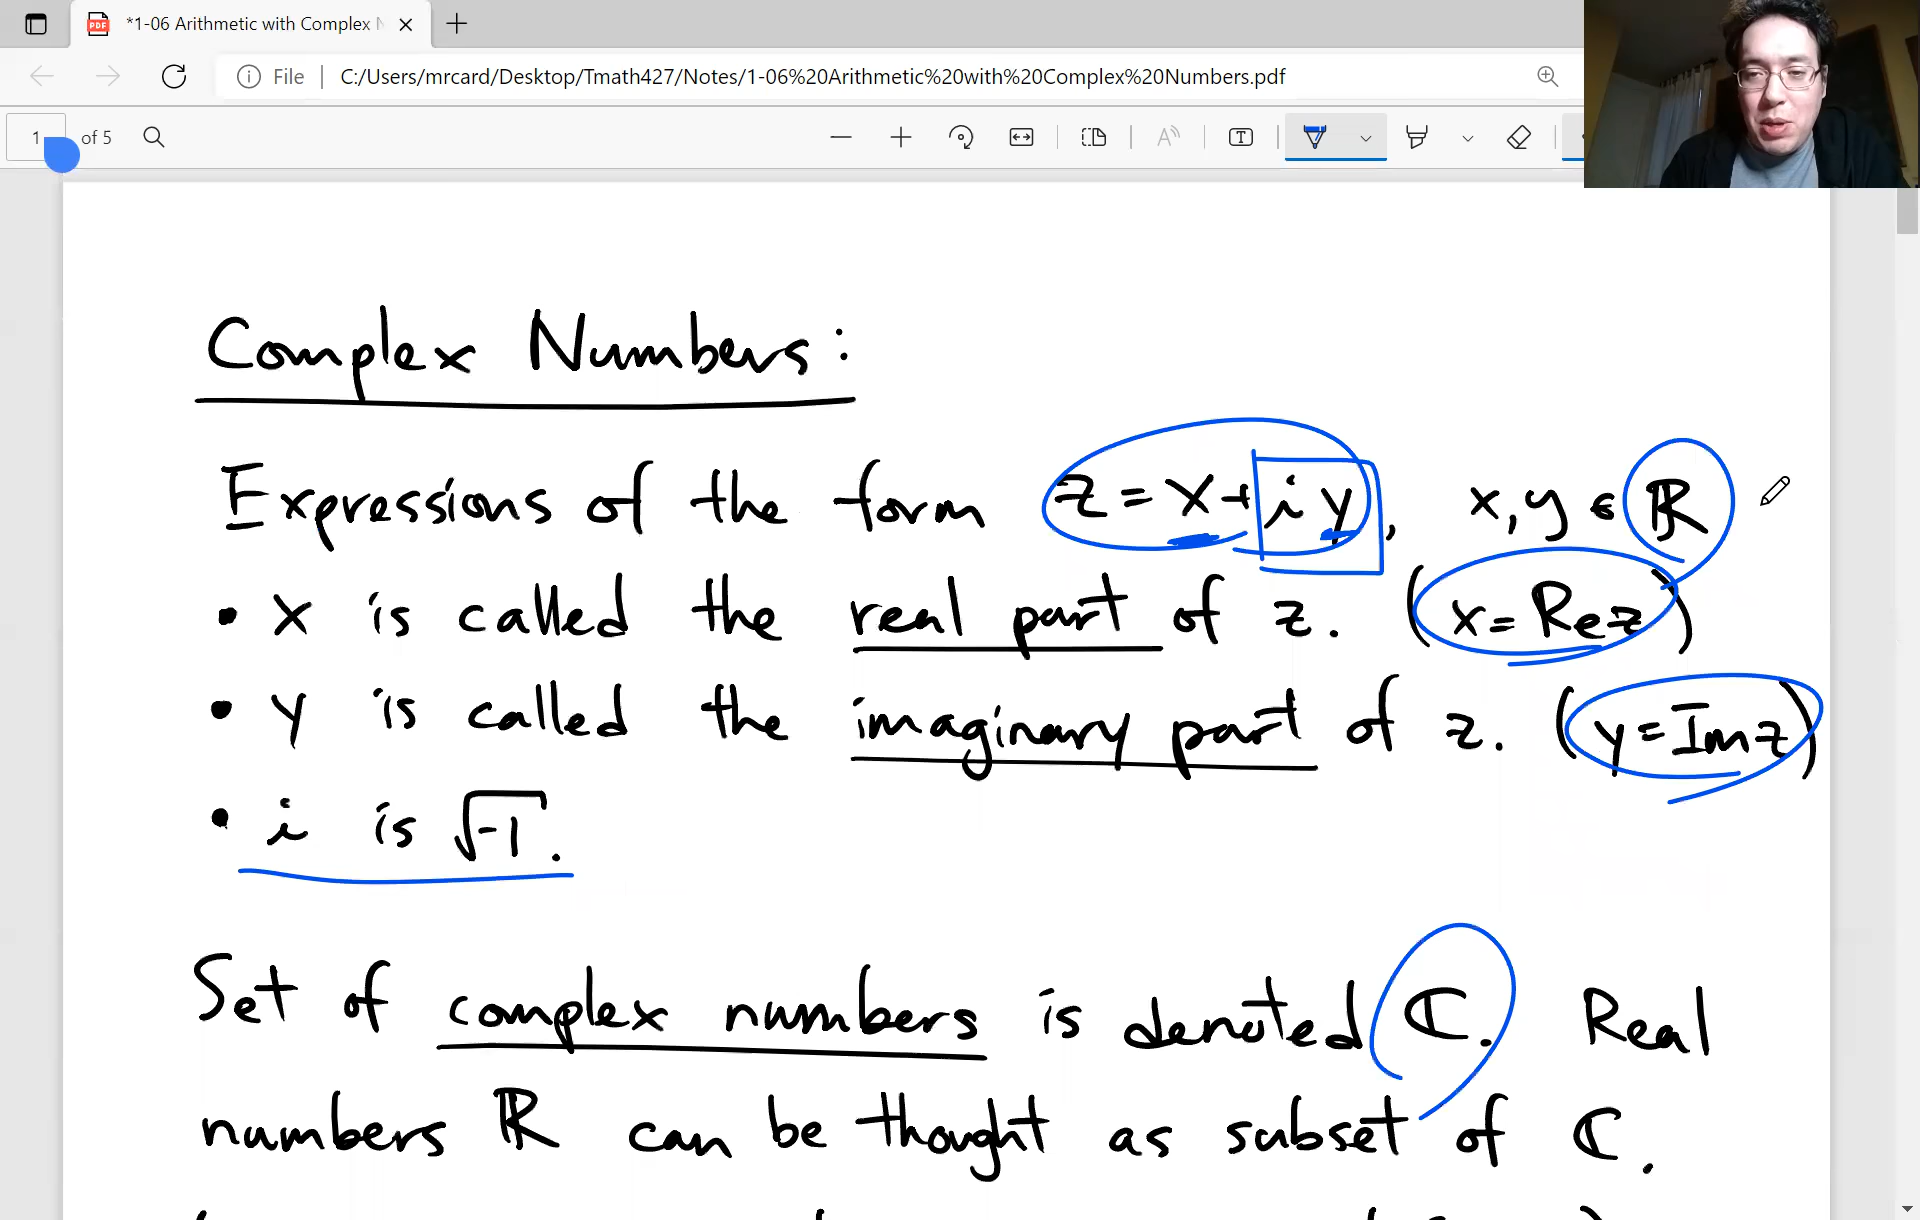 *1-06 Arithmetic with Complex N
File
C:/Users/mrcard/Desktop/Tmath427/Notes/1-06%20Arithmetic%20with%20Complex%20Numbers.pdf
1 of 5
Complex Numbers:
Expressions of the form z = x + i y, x, y ∈ ℝ
• x is called the real part of z. (x = Re z)
• y is called the imaginary part of z. (y = Im z)
• i is √-1.
Set of complex numbers is denoted ℂ. Real
numbers ℝ can be thought as subset of ℂ.